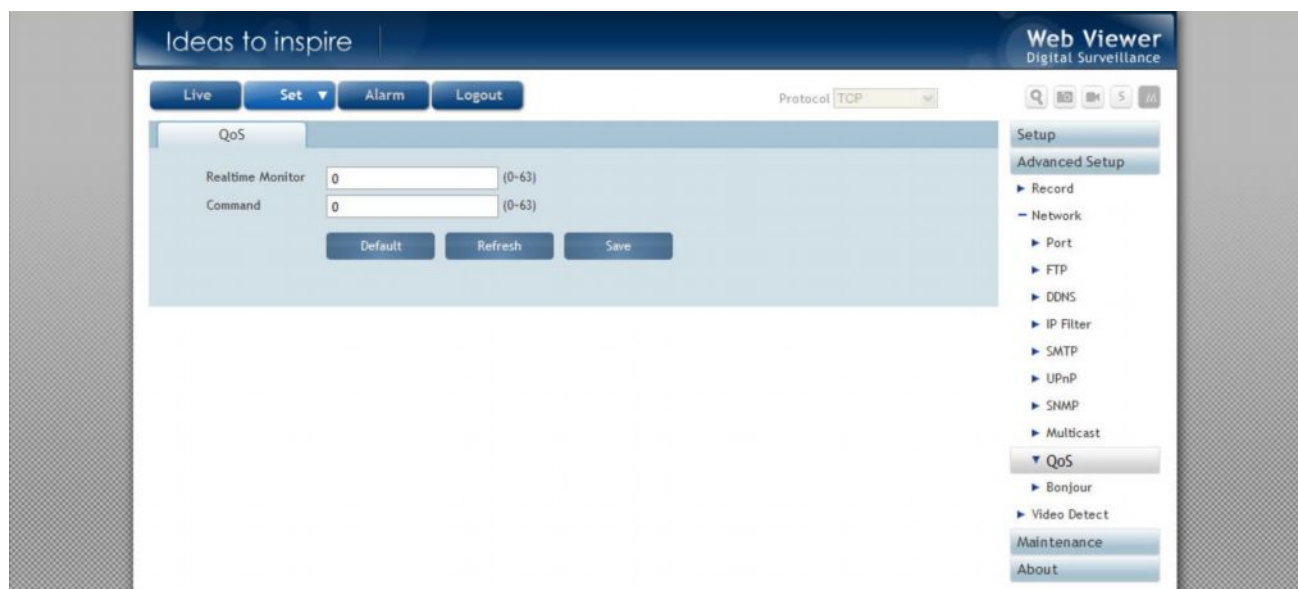 Ideas to inspire
Web Viewer
Digital Surveillance
Live
Set
Alarm
Logout
Protocol TCP
S
QoS
Realtime Monitor 0 (0~63)
Command 0 (0~63)
Default
Refresh
Save
Setup
Advanced Setup
Record
Network
Port
FTP
DDNS
IP Filter
SMTP
UPnP
SNMP
Multicast
QoS
Bonjour
Video Detect
Maintenance
About